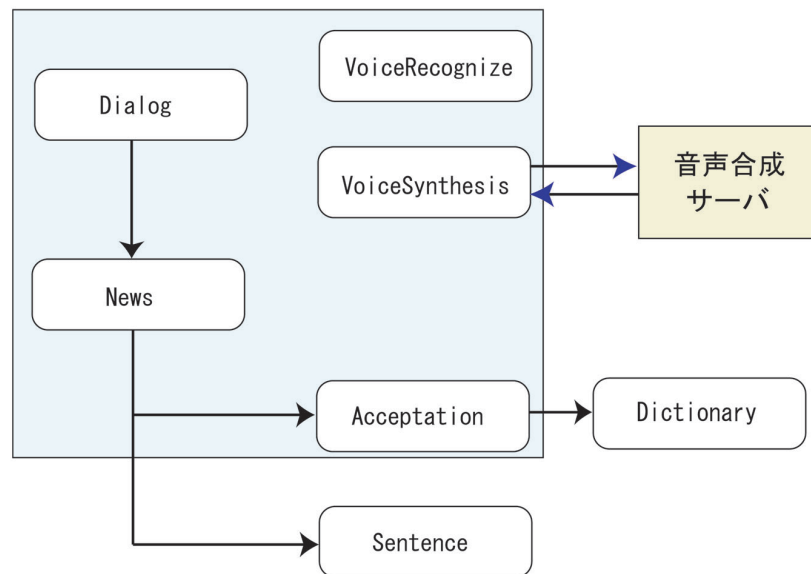 VoiceRecognize
Dialog
VoiceSynthesis
音声合成
サーバ
News
Acceptation
Dictionary
Sentence